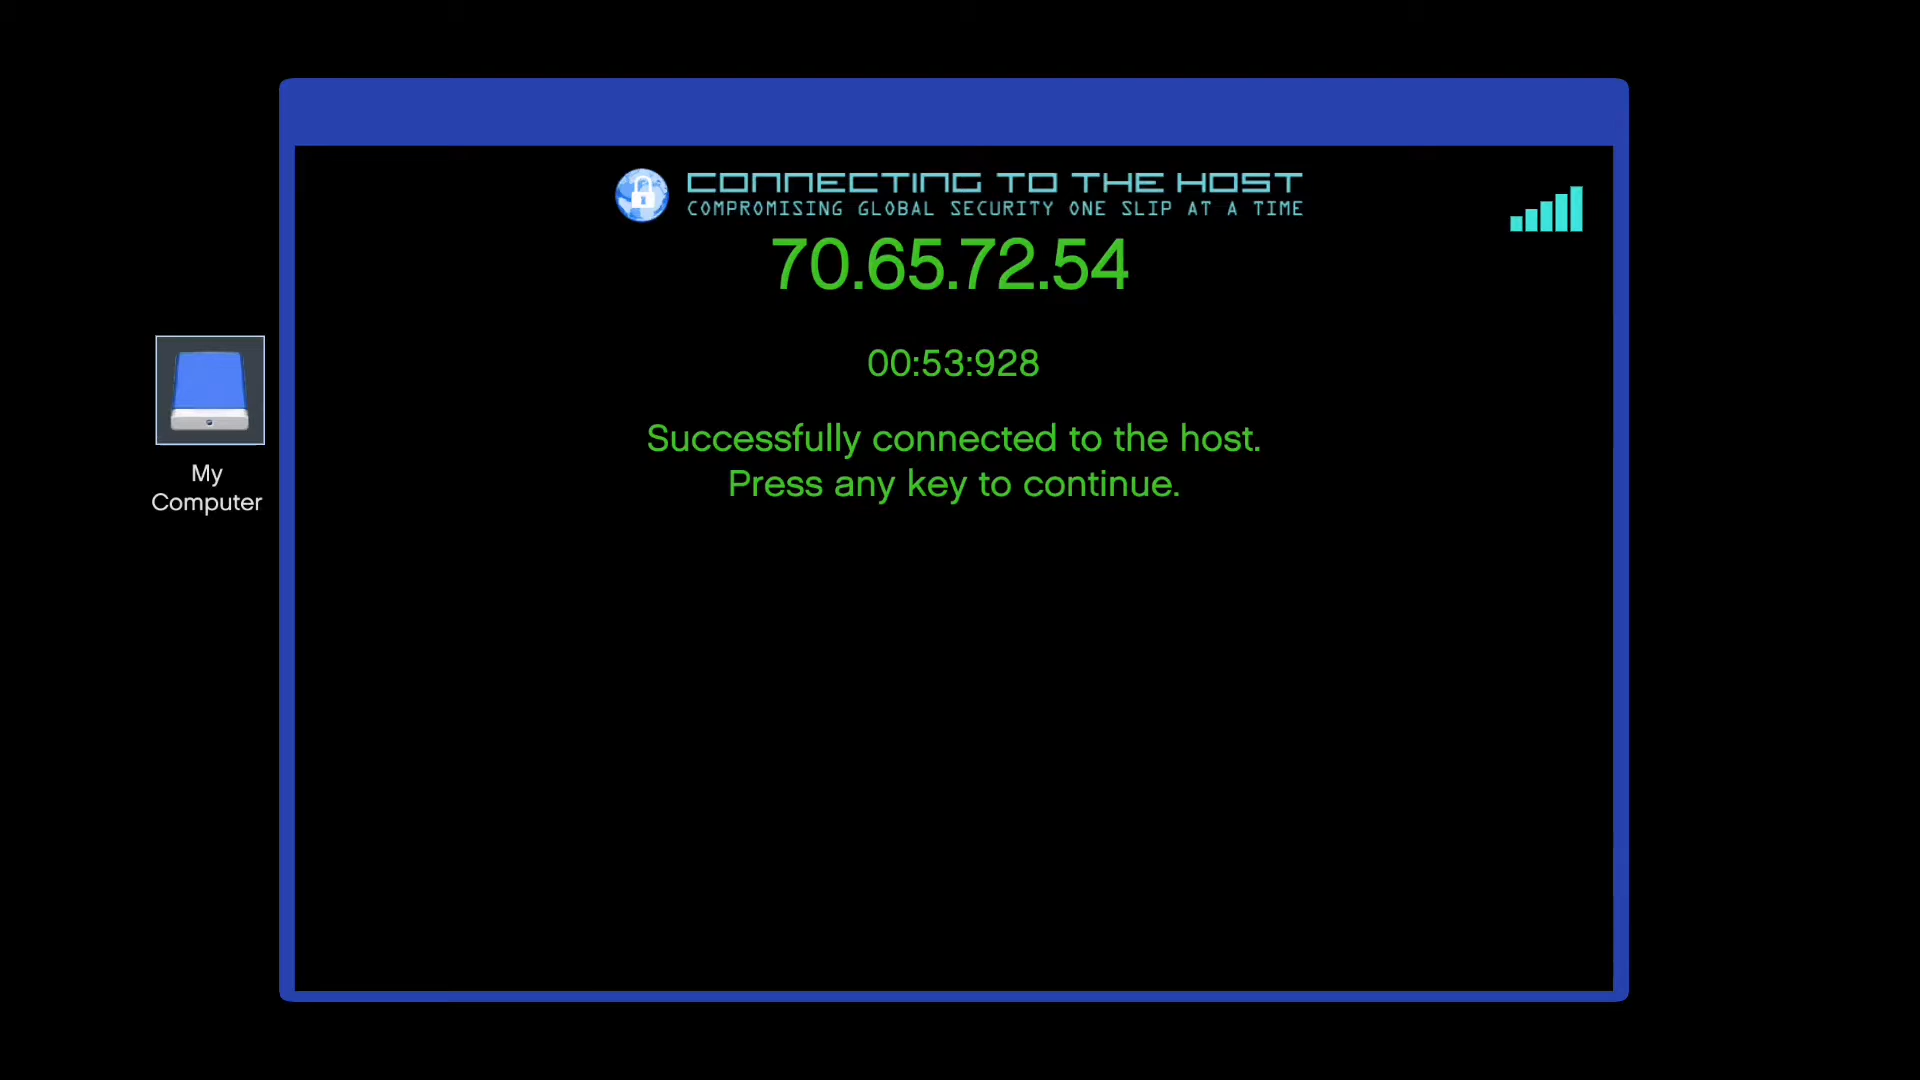 CONNECTING TO THE HOST
COMPROMISING GLOBAL SECURITY ONE SLIP AT A TIME
70.65.72.54
00:53:928
Successfully connected to the host.
Press any key to continue.
My
Computer